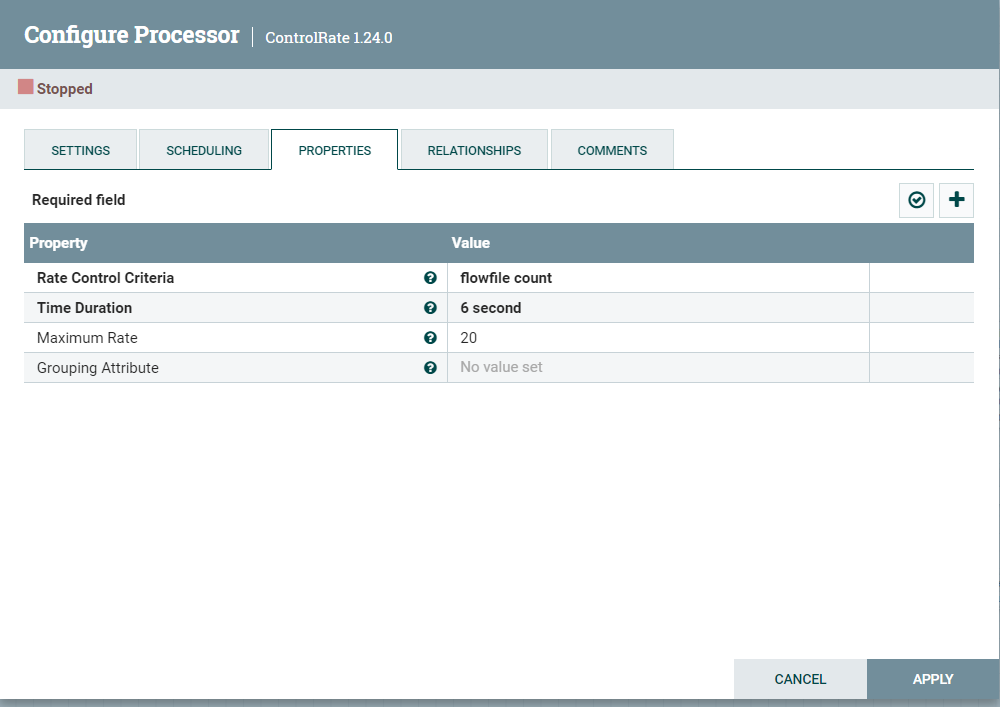 Configure Processor | ControlRate 1.24.0
Stopped
SETTINGS SCHEDULING PROPERTIES RELATIONSHIPS COMMENTS
Required field
Property Value
Rate Control Criteria flowfile count
Time Duration 6 second
Maximum Rate 20
Grouping Attribute No value set
CANCEL APPLY